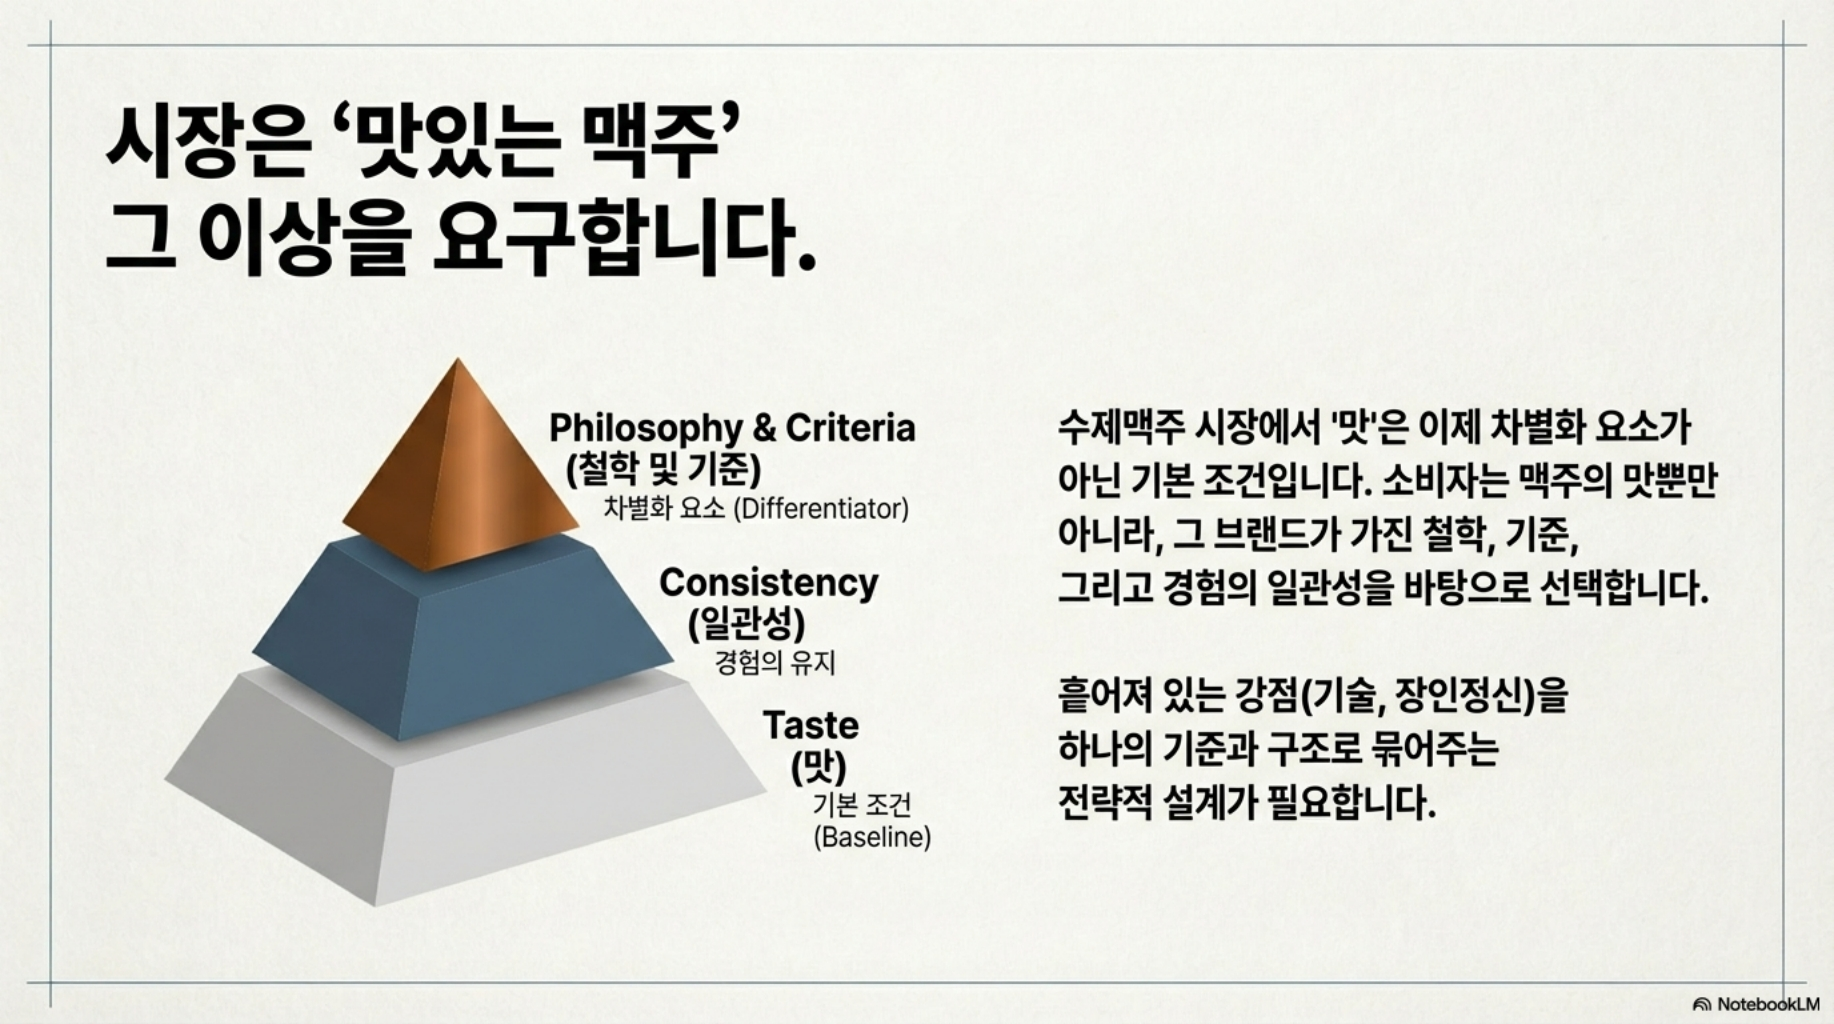 시장은 ‘맛있는 맥주’
그 이상을 요구합니다.
Philosophy & Criteria
(철학 및 기준)
차별화 요소 (Differentiator)
Consistency
(일관성)
경험의 유지
Taste
(맛)
기본 조건
(Baseline)
수제맥주 시장에서 '맛'은 이제 차별화 요소가
아닌 기본 조건입니다. 소비자는 맥주의 맛뿐만
아니라, 그 브랜드가 가진 철학, 기준,
그리고 경험의 일관성을 바탕으로 선택합니다.
흩어져 있는 강점(기술, 장인정신)을
하나의 기준과 구조로 묶어주는
전략적 설계가 필요합니다.
NotebookLM